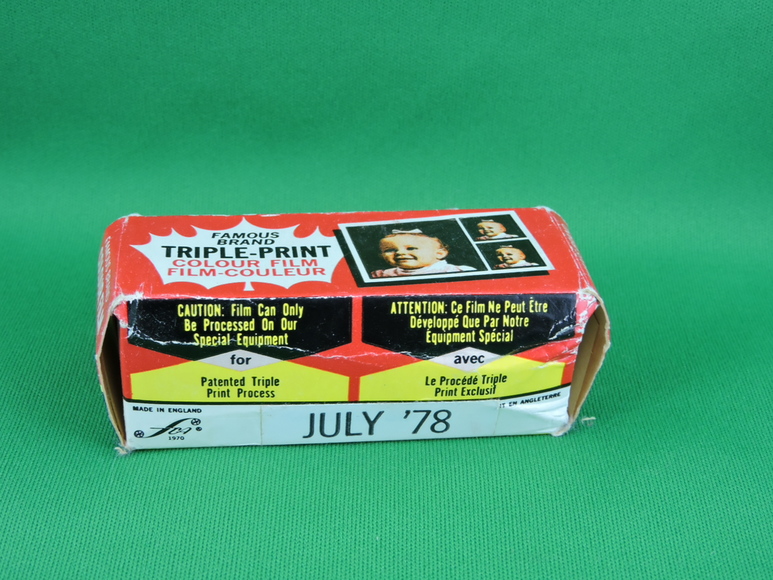 FAMOUS
BRAND
TRIPLE-PRINT
COLOUR FILM
FILM-COULEUR
CAUTION: Film Can Only
Be Processed On Our
Special Equipment
for
Patented Triple
Print Process
ATTENTION: Ce Film Ne Peut Être
Développé Que Par Notre
Equipment Spécial
avec
Le Procédé Triple
Print Exclusif
MADE IN ENGLAND
1970
JULY '78
T EN ANGLETERRE